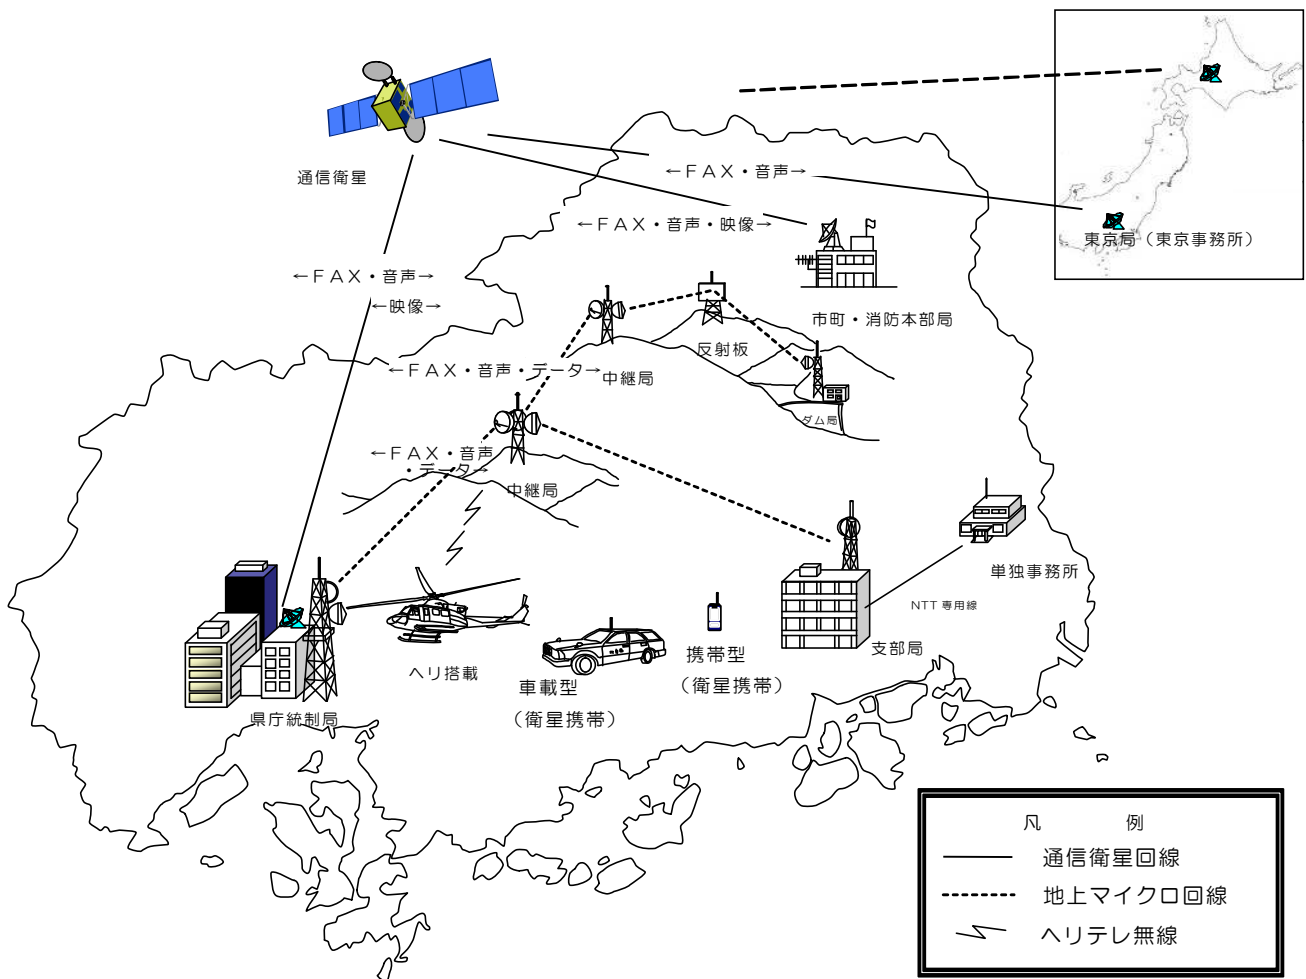 通信衛星
←ＦＡＸ・音声→
←ＦＡＸ・音声・映像→
東京局（東京事務所）
←ＦＡＸ・音声→
←映像→
市町・消防本部局
反射板
←ＦＡＸ・音声・データ→
中継局
ダム局
←ＦＡＸ・音声
・データ→
中継局
単独事務所
NTT専用線
支部局
ヘリ搭載
車載型
（衛星携帯）
携帯型
（衛星携帯）
県庁統制局
凡　例
通信衛星回線
地上マイクロ回線
ヘリテレ無線